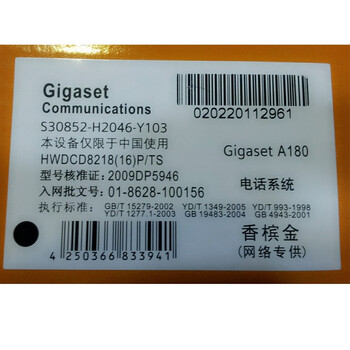 Gigaset
Communications
020220112961
S30852-H2046-Y103
本设备仅限于中国使用
Gigaset A180
HWDCD8218(16)P/TS
型号核准证: 2009DP5946
电话系统
入网批文号: 01-8628-100156
执行标准: GB/T 15279-2002 YD/T 1349-2005 YD/T 993-1998
YD/T 1277.1-2003 GB 19483-2004 GB 4943-2001
香槟金
(网络专供)
4 250366 833941